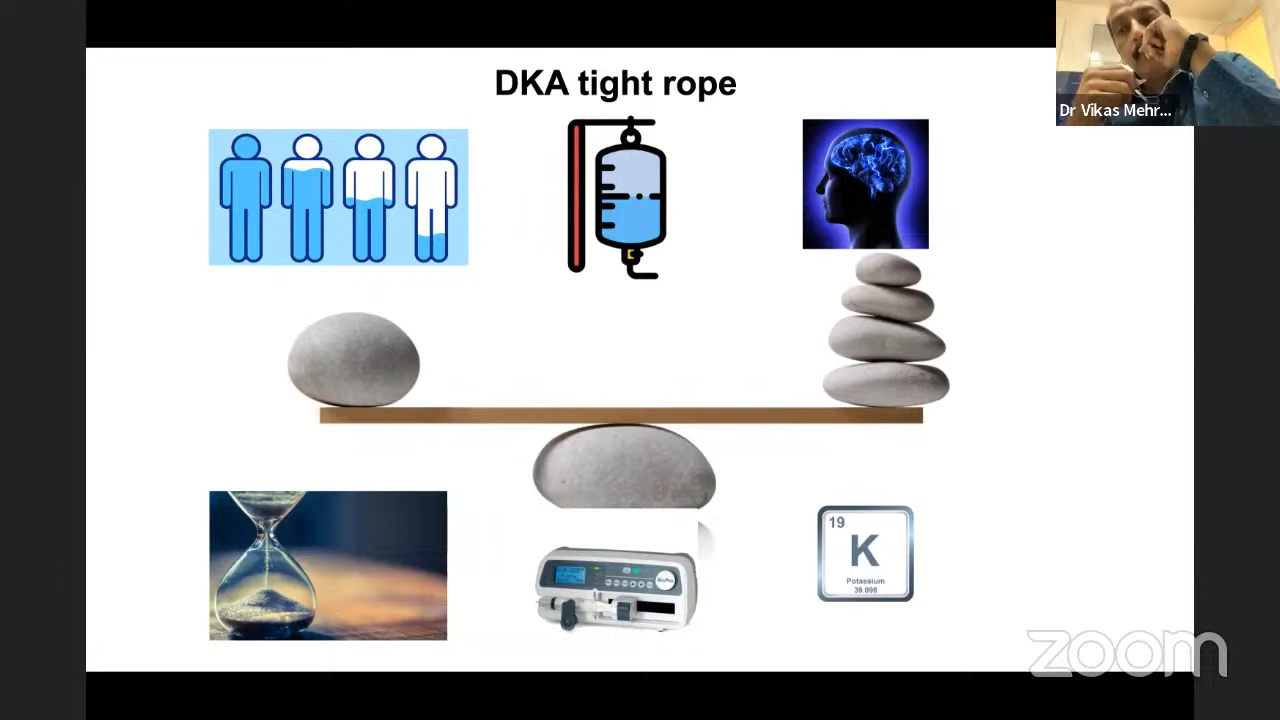 DKA tight rope
Dr Vikas Mehr...
19
K
Potassium
39.098
zoom